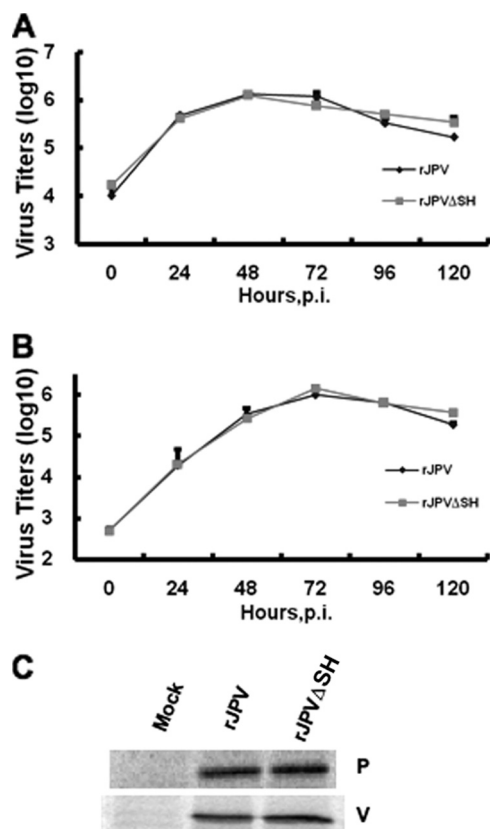 A
Virus Titers (log10)
7
6
5
4
3
rJPV
rJPVΔSH
0 24 48 72 96 120
Hours,p.i.
B
Virus Titers (log10)
6
5
4
3
2
rJPV
rJPVΔSH
0 24 48 72 96 120
Hours,p.i.
C
Mock rJPV rJPVΔSH
P
V